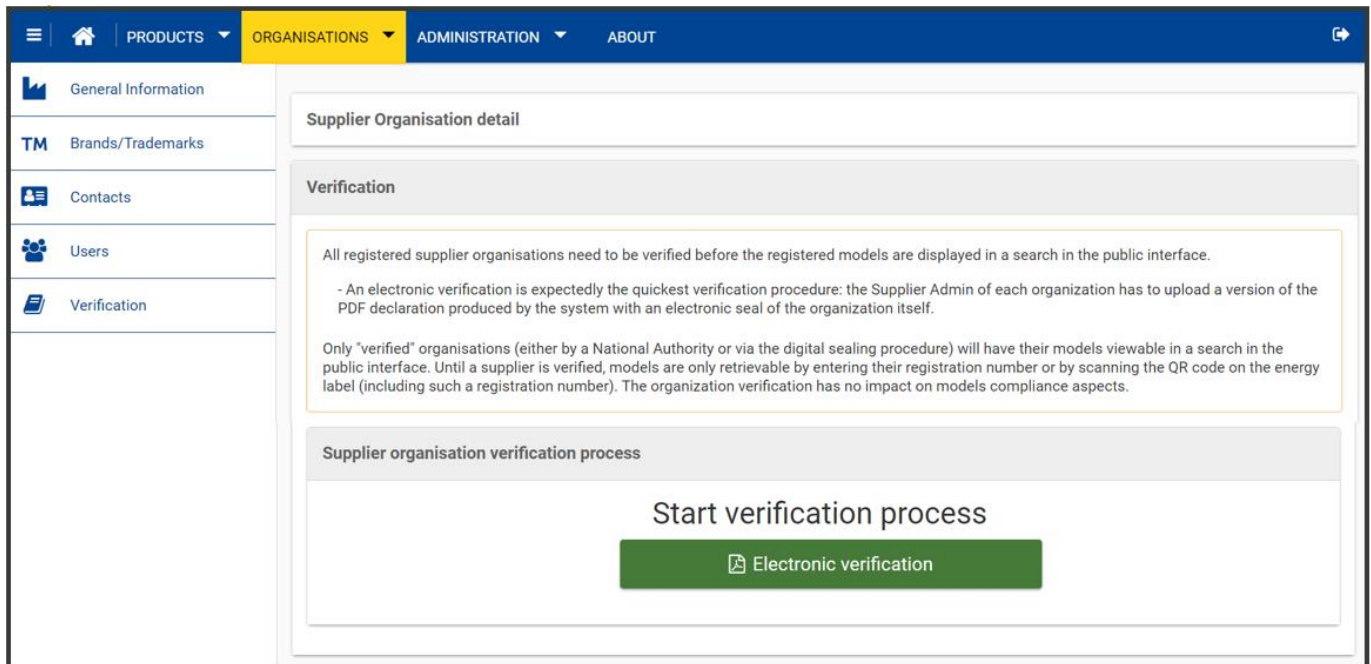 PRODUCTS
ORGANISATIONS
ADMINISTRATION
ABOUT
General Information
TM Brands/Trademarks
Contacts
Users
Verification
Supplier Organisation detail
Verification
All registered supplier organisations need to be verified before the registered models are displayed in a search in the public interface.
- An electronic verification is expectedly the quickest verification procedure: the Supplier Admin of each organization has to upload a version of the
PDF declaration produced by the system with an electronic seal of the organization itself.
Only "verified" organisations (either by a National Authority or via the digital sealing procedure) will have their models viewable in a search in the
public interface. Until a supplier is verified, models are only retrievable by entering their registration number or by scanning the QR code on the energy
label (including such a registration number). The organization verification has no impact on models compliance aspects.
Supplier organisation verification process
Start verification process
Electronic verification